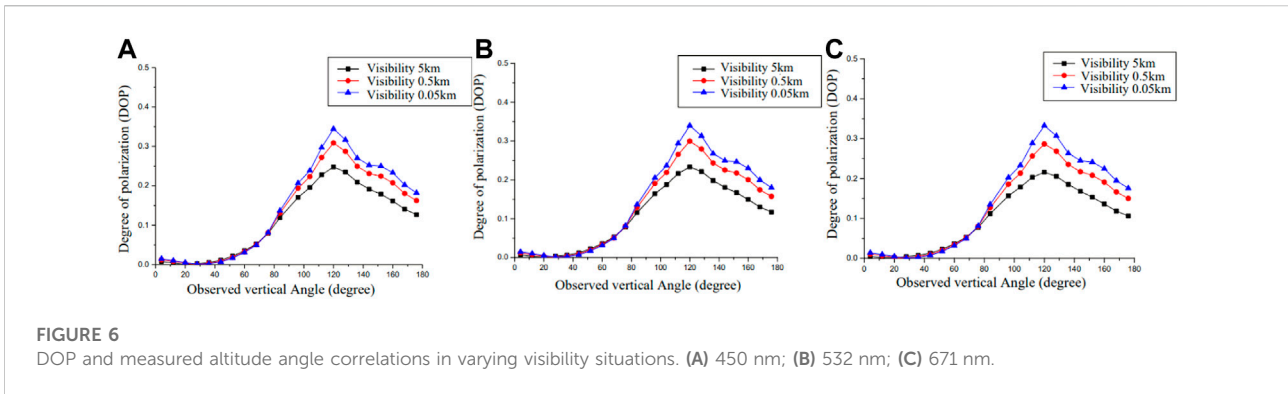 A
Visibility 5km
Visibility 0.5km
Visibility 0.05km
Degree of polarization (DOP)
0.5
0.4
0.3
0.2
0.1
0.0
0 20 40 60 80 100 120 140 160 180
Observed vertical Angle (degree)
B
Visibility 5km
Visibility 0.5km
Visibility 0.05km
Degree of polarization (DOP)
0.5
0.4
0.3
0.2
0.1
0.0
0 20 40 60 80 100 120 140 160 180
Observed vertical Angle (degree)
C
Visibility 5km
Visibility 0.5km
Visibility 0.05km
Degree of polarization (DOP)
0.5
0.4
0.3
0.2
0.1
0.0
0 20 40 60 80 100 120 140 160 180
Observed vertical Angle (degree)
FIGURE 6
DOP and measured altitude angle correlations in varying visibility situations. (A) 450 nm; (B) 532 nm; (C) 671 nm.